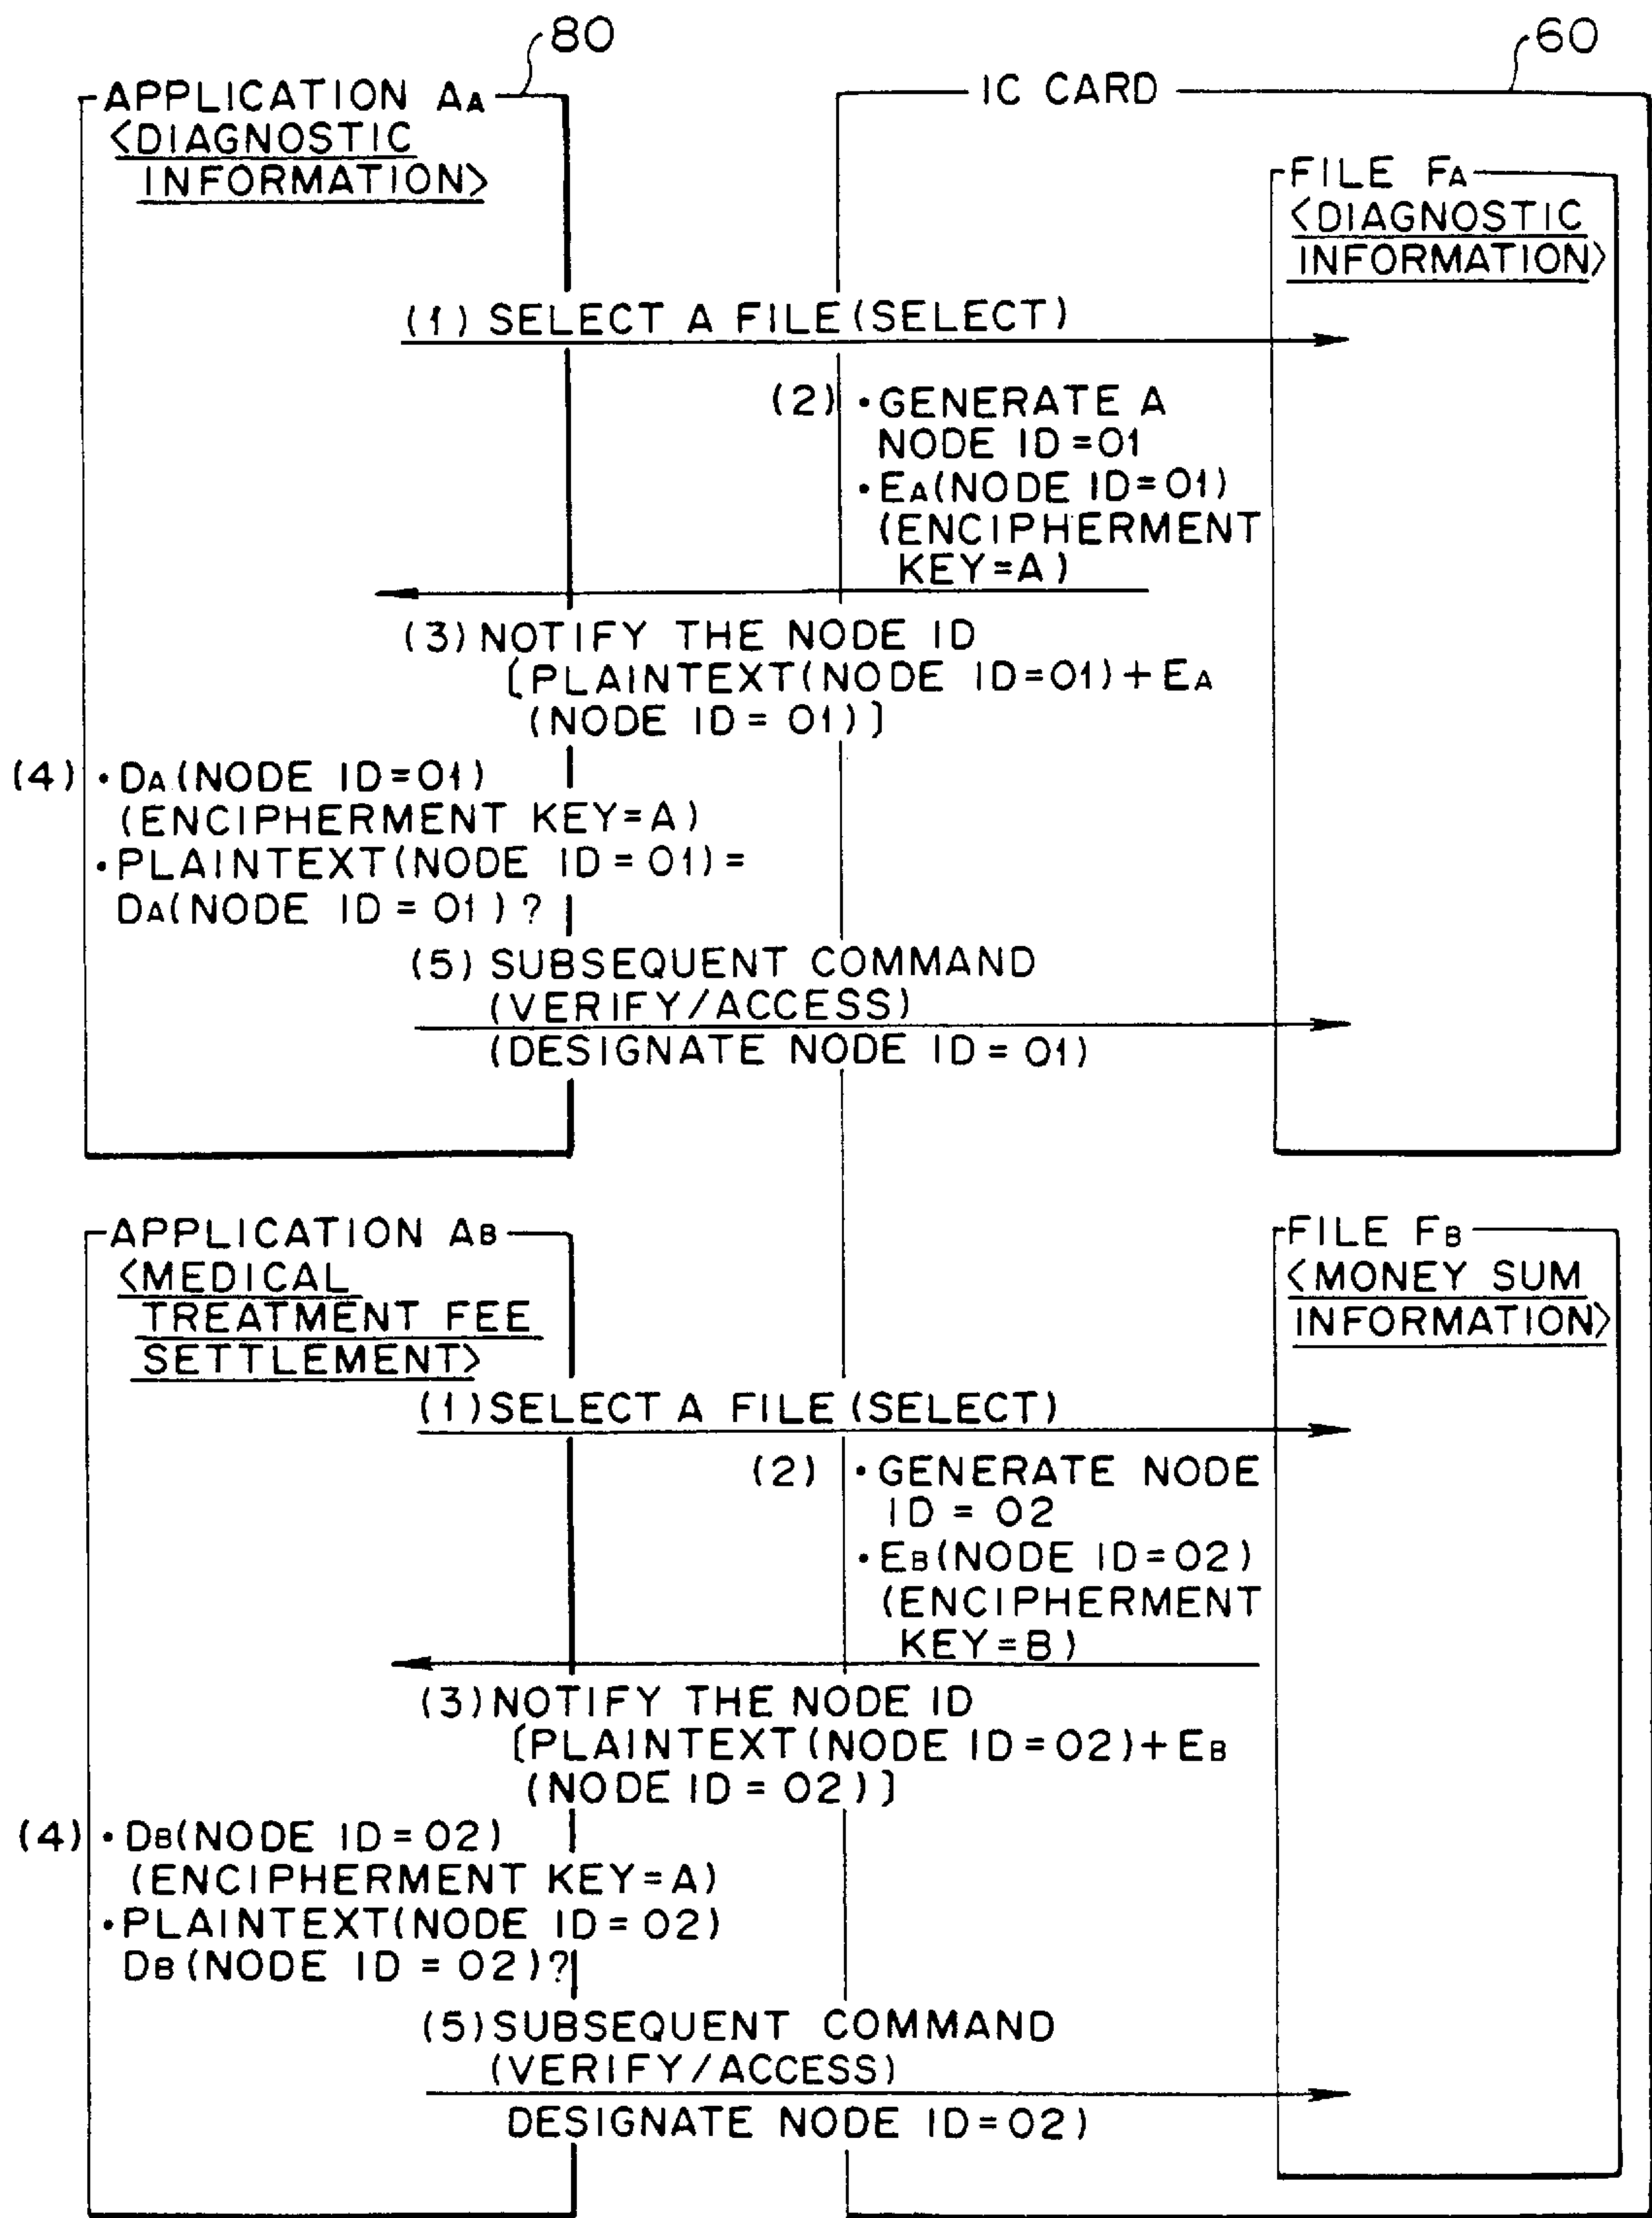 80
60
APPLICATION AA
<DIAGNOSTIC
INFORMATION>
IC CARD
FILE FA
<DIAGNOSTIC
INFORMATION>
(1) SELECT A FILE (SELECT)
(2) ·GENERATE A
NODE ID=01
·EA(NODE ID=01)
(ENCIPHERMENT
KEY=A)
(3) NOTIFY THE NODE ID
[PLAINTEXT(NODE ID=01)+EA
(NODE ID=01)]
(4) ·DA(NODE ID=01)
(ENCIPHERMENT KEY=A)
·PLAINTEXT(NODE ID=01)=
DA(NODE ID=01)?
(5) SUBSEQUENT COMMAND
(VERIFY/ACCESS)
(DESIGNATE NODE ID=01)
APPLICATION AB
<MEDICAL
TREATMENT FEE
SETTLEMENT>
FILE FB
<MONEY SUM
INFORMATION>
(1) SELECT A FILE (SELECT)
(2) ·GENERATE NODE
ID=02
·EB(NODE ID=02)
(ENCIPHERMENT
KEY=B)
(3) NOTIFY THE NODE ID
[PLAINTEXT(NODE ID=02)+EB
(NODE ID=02)]
(4) ·DB(NODE ID=02)
(ENCIPHERMENT KEY=A)
·PLAINTEXT(NODE ID=02)
DB(NODE ID=02)?
(5) SUBSEQUENT COMMAND
(VERIFY/ACCESS)
DESIGNATE NODE ID=02)